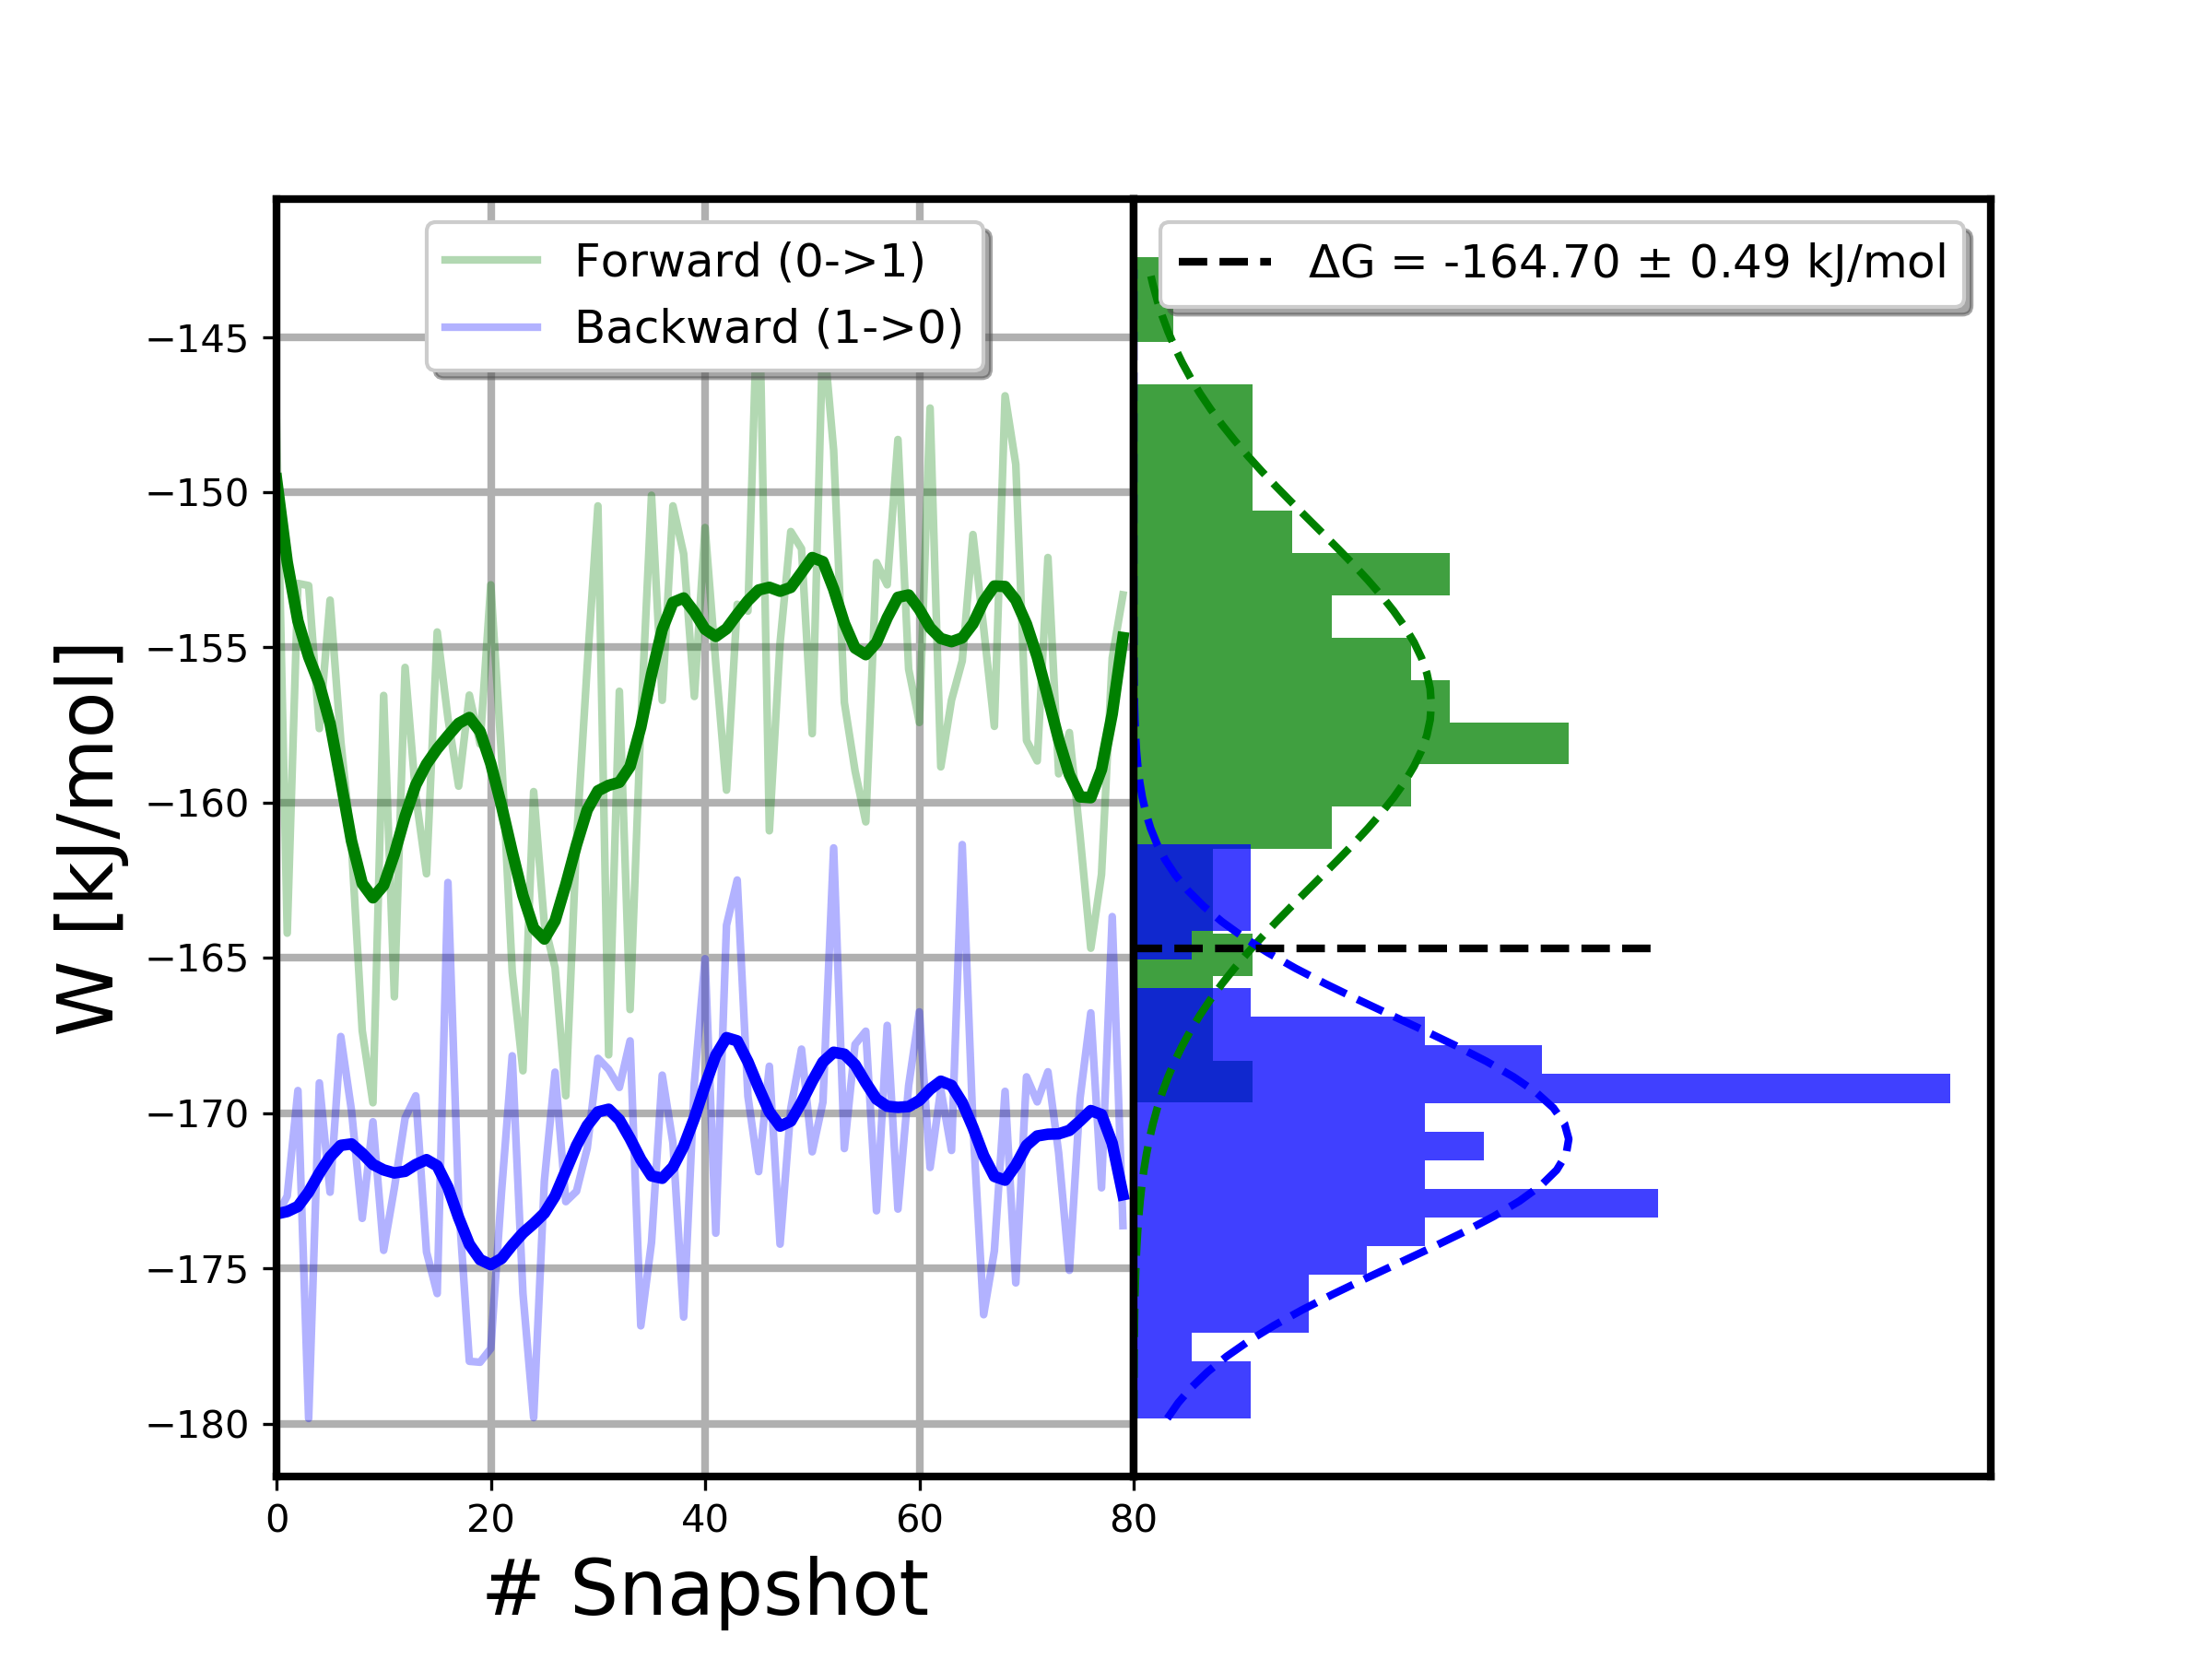 Forward (0->1)
Backward (1->0)
ΔG = -164.70 ± 0.49 kJ/mol
W [kJ/mol]
−145
−150
−155
−160
−165
−170
−175
−180
0 20 40 60 80
# Snapshot